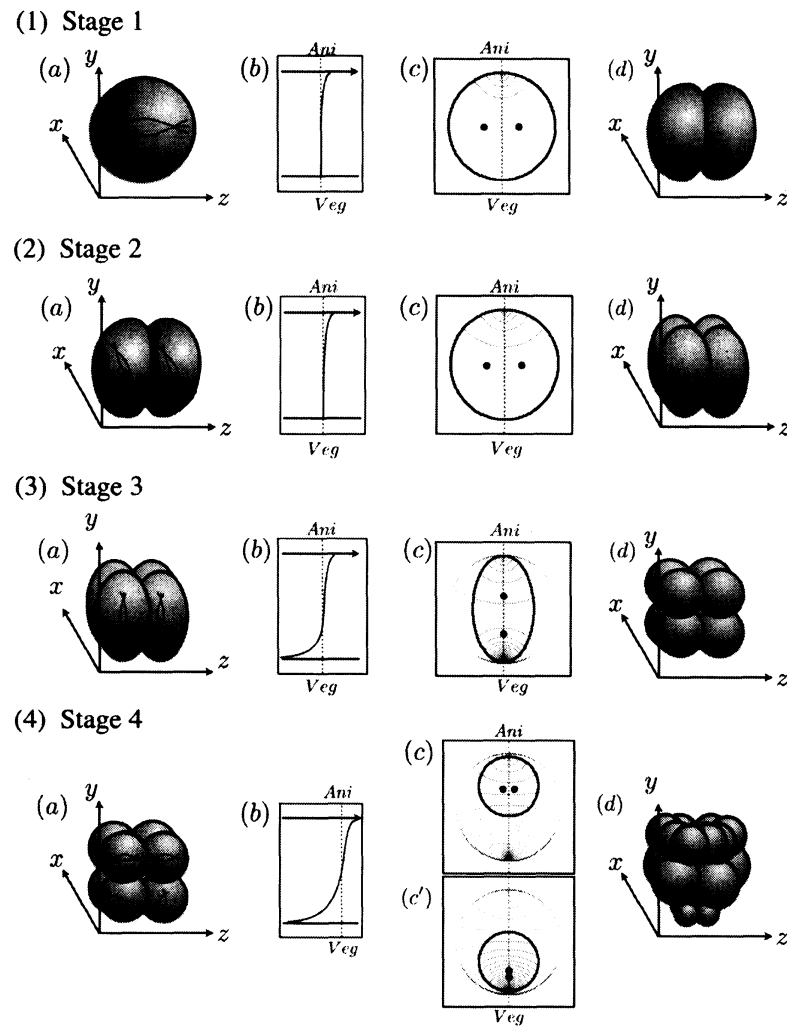 (1) Stage 1
(a) y x z
(b) Ani Veg
(c) Ani Veg
(d) y x z
(2) Stage 2
(a) y x z
(b) Ani Veg
(c) Ani Veg
(d) y x z
(3) Stage 3
(a) y x z
(b) Ani Veg
(c) Ani Veg
(d) y x z
(4) Stage 4
(a) y x z
(b) Ani Veg
(c) Ani
(c') Veg
(d) y x z